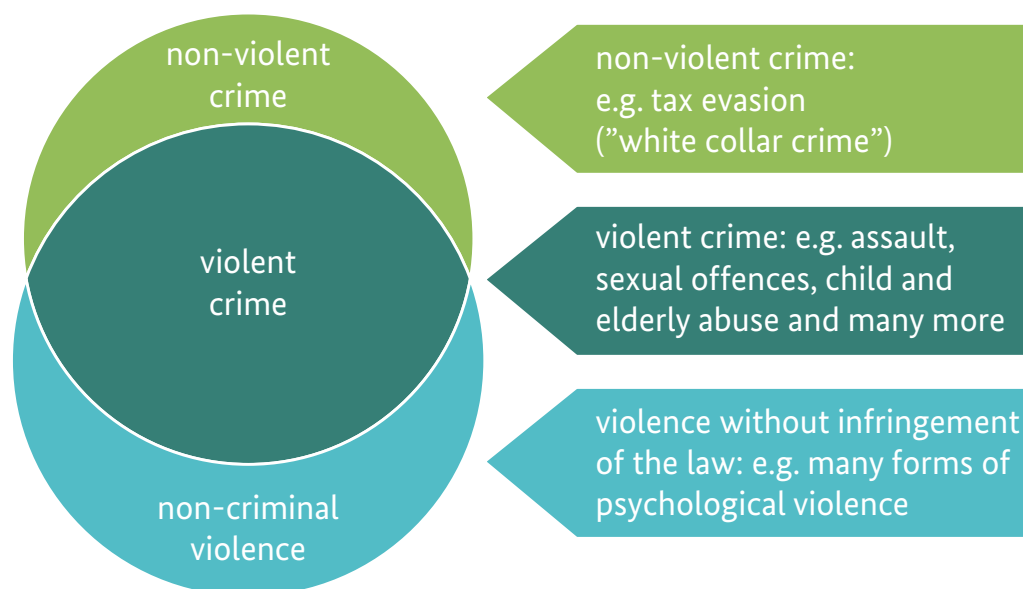 non-violent
crime
non-violent crime:
e.g. tax evasion
(”white collar crime”)
violent
crime
violent crime: e.g. assault,
sexual offences, child and
elderly abuse and many more
non-criminal
violence
violence without infringement
of the law: e.g. many forms of
psychological violence